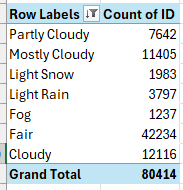 Row Labels Count of ID
Partly Cloudy 7642
Mostly Cloudy 11405
Light Snow 1983
Light Rain 3797
Fog 1237
Fair 42234
Cloudy 12116
Grand Total 80414